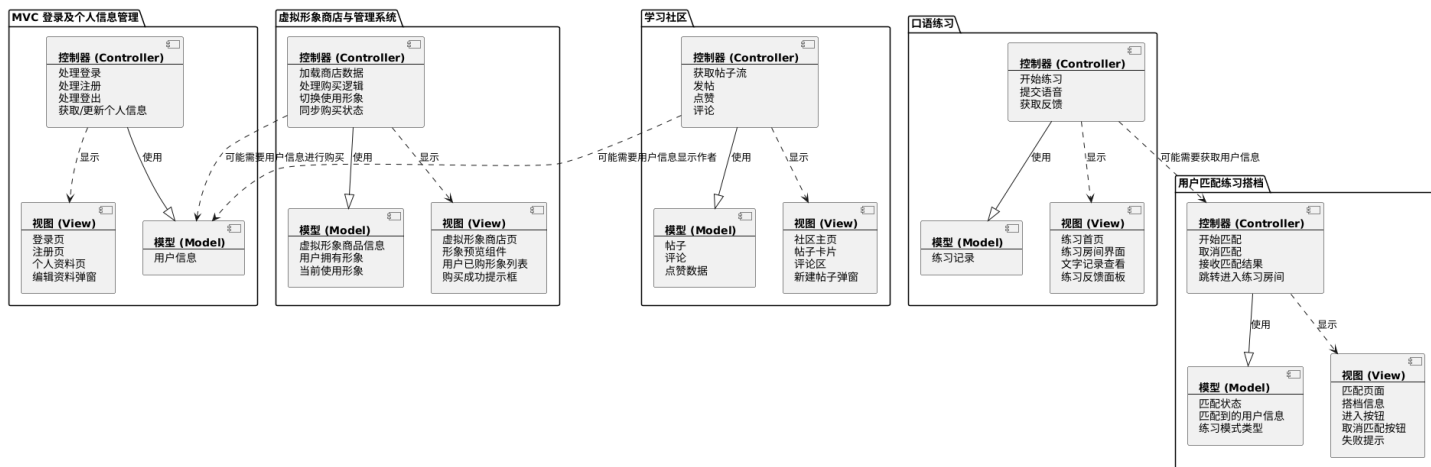 MVC 登录及个人信息管理
控制器 (Controller)
处理登录
处理注册
处理登出
获取/更新个人信息
显示
使用
视图 (View)
登录页
注册页
个人资料页
编辑资料弹窗
模型 (Model)
用户信息
虚拟形象商店与管理系统
控制器 (Controller)
加载商店数据
处理购买逻辑
切换使用形象
同步购买状态
可能需要用户信息进行购买
使用
显示
模型 (Model)
虚拟形象商品信息
用户拥有形象
当前使用形象
视图 (View)
虚拟形象商店页
形象预览组件
用户已购形象列表
购买成功提示框
学习社区
控制器 (Controller)
获取帖子流
发帖
点赞
评论
可能需要用户信息显示作者
使用
显示
模型 (Model)
帖子
评论
点赞数据
视图 (View)
社区主页
帖子卡片
评论区
新建帖子弹窗
口语练习
控制器 (Controller)
开始练习
提交语音
获取反馈
使用
显示
可能需要获取用户信息
模型 (Model)
练习记录
视图 (View)
练习首页
练习房间界面
文字记录查看
练习反馈面板
用户匹配练习搭档
控制器 (Controller)
开始匹配
取消匹配
接收匹配结果
跳转进入练习房间
使用
显示
模型 (Model)
匹配状态
匹配到的用户信息
练习模式类型
视图 (View)
匹配页面
搭档信息
进入按钮
取消匹配按钮
失败提示